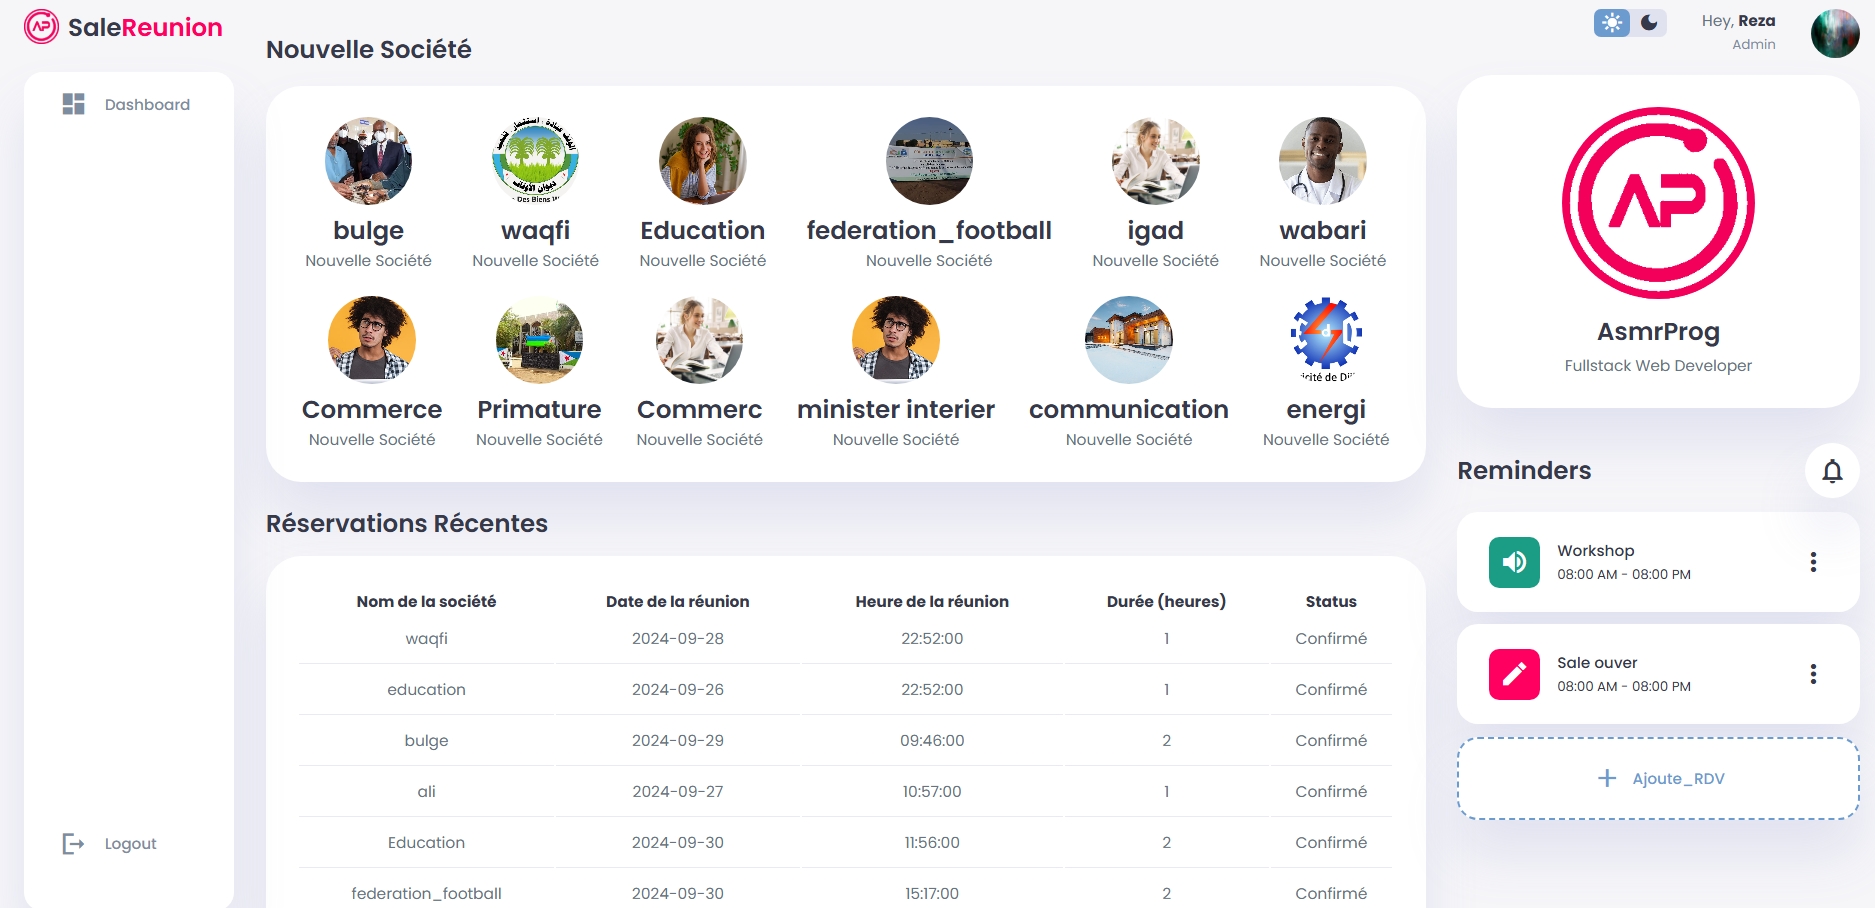 SaleReunion
Dashboard
Logout
Nouvelle Société
bulge
Nouvelle Société
waqfi
Nouvelle Société
Education
Nouvelle Société
federation_football
Nouvelle Société
igad
Nouvelle Société
wabari
Nouvelle Société
Commerce
Nouvelle Société
Primature
Nouvelle Société
Commerc
Nouvelle Société
minister interier
Nouvelle Société
communication
Nouvelle Société
energi
Nouvelle Société
Réservations Récentes
Nom de la société Date de la réunion Heure de la réunion Durée (heures) Status
waqfi 2024-09-28 22:52:00 1 Confirmé
education 2024-09-26 22:52:00 1 Confirmé
bulge 2024-09-29 09:46:00 2 Confirmé
ali 2024-09-27 10:57:00 1 Confirmé
Education 2024-09-30 11:56:00 2 Confirmé
federation_football 2024-09-30 15:17:00 2 Confirmé
Hey, Reza
Admin
AP
AsmrProg
Fullstack Web Developer
Reminders
Workshop
08:00 AM - 08:00 PM
Sale ouver
08:00 AM - 08:00 PM
Ajoute_RDV